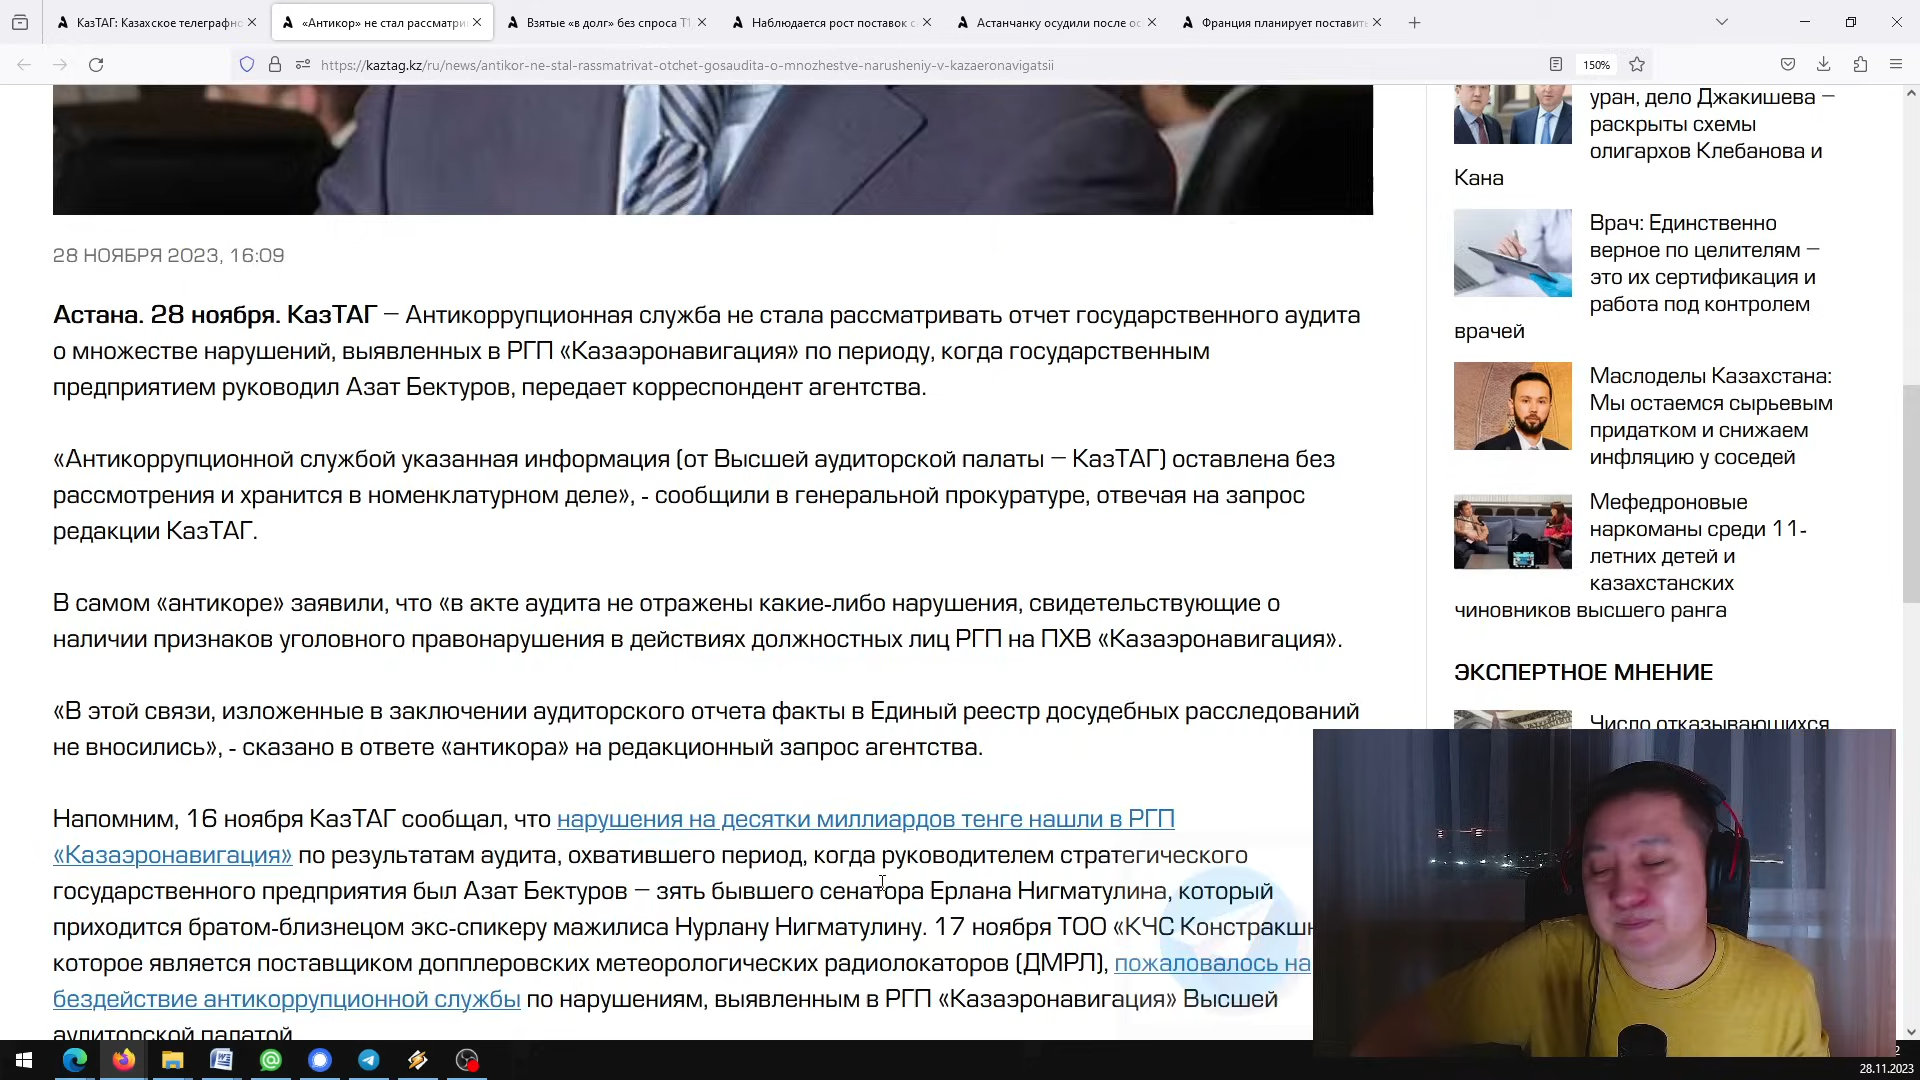 КазТАГ: Казахское телеграфн
«Антикор» не стал рассматри
Взятые «в долг» без спроса Т1
Наблюдается рост поставок с
Астанчанку осудили после ос
Франция планирует поставит
https://kaztag.kz/ru/news/antikor-ne-stal-rassmatrivat-otchet-gosaudita-o-mnozhestve-narusheniy-v-kazaeronavigatsii
150%
28 НОЯБРЯ 2023, 16:09
Астана. 28 ноября. КазТАГ – Антикоррупционная служба не стала рассматривать отчет государственного аудита
о множестве нарушений, выявленных в РГП «Казаэронавигация» по периоду, когда государственным
предприятием руководил Азат Бектуров, передает корреспондент агентства.
«Антикоррупционной службой указанная информация (от Высшей аудиторской палаты – КазТАГ) оставлена без
рассмотрения и хранится в номенклатурном деле», - сообщили в генеральной прокуратуре, отвечая на запрос
редакции КазТАГ.
В самом «антикоре» заявили, что «в акте аудита не отражены какие-либо нарушения, свидетельствующие о
наличии признаков уголовного правонарушения в действиях должностных лиц РГП на ПХВ «Казаэронавигация».
«В этой связи, изложенные в заключении аудиторского отчета факты в Единый реестр досудебных расследований
не вносились», - сказано в ответе «антикора» на редакционный запрос агентства.
Напомним, 16 ноября КазТАГ сообщал, что нарушения на десятки миллиардов тенге нашли в РГП
«Казаэронавигация» по результатам аудита, охватившего период, когда руководителем стратегического
государственного предприятия был Азат Бектуров – зять бывшего сенатора Ерлана Нигматулина, который
приходится братом-близнецом экс-спикеру мажилиса Нурлану Нигматулину. 17 ноября ТОО «КЧС Констракшн
которое является поставщиком допплеровских метеорологических радиолокаторов (ДМРЛ), пожаловалось на
бездействие антикоррупционной службы по нарушениям, выявленным в РГП «Казаэронавигация» Высшей
аудиторской палатой
уран, дело Джакишева –
раскрыты схемы
олигархов Клебанова и
Кана
Врач: Единственно
верное по целителям –
это их сертификация и
работа под контролем
врачей
Маслоделы Казахстана:
Мы остаемся сырьевым
придатком и снижаем
инфляцию у соседей
Мефедроновые
наркоманы среди 11-
летних детей и
казахстанских
чиновников высшего ранга
ЭКСПЕРТНОЕ МНЕНИЕ
Число отказывающихся
28.11.2023